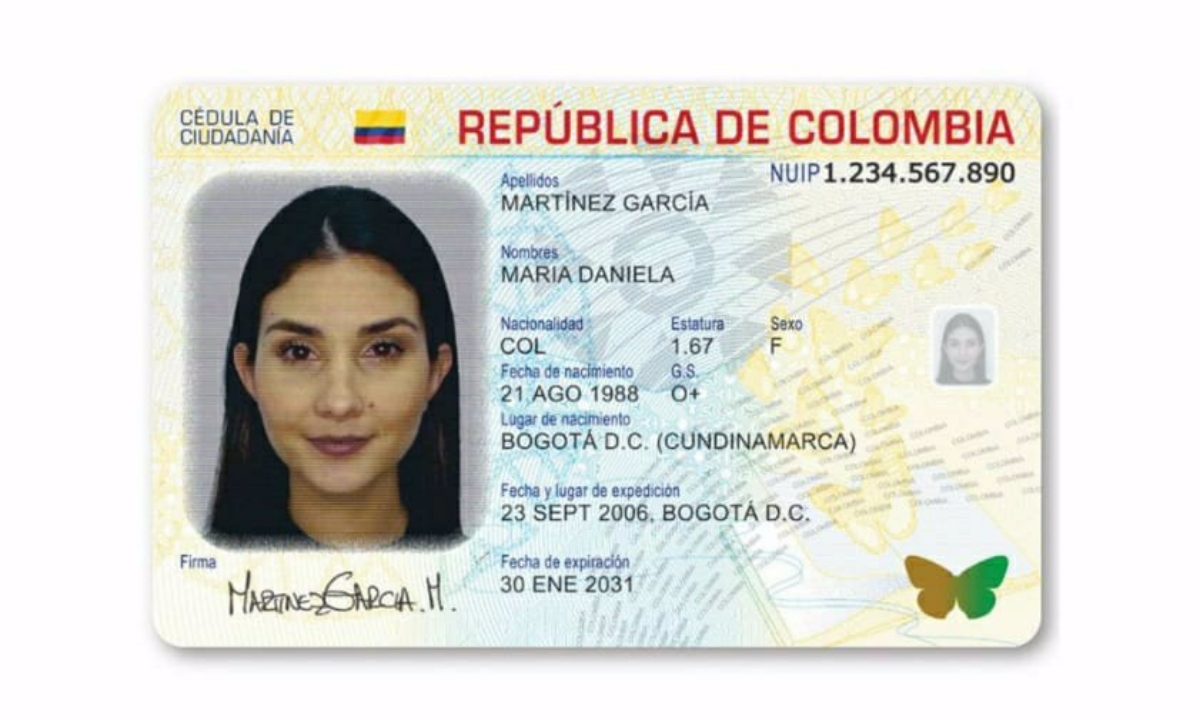 CÉDULA DE
CIUDADANÍA
REPÚBLICA DE COLOMBIA
NUIP 1.234.567.890
Apellidos
MARTÍNEZ GARCÍA
Nombres
MARIA DANIELA
Nacionalidad Estatura Sexo
COL 1.67 F
Fecha de nacimiento G.S.
21 AGO 1988 O+
Lugar de nacimiento
BOGOTÁ D.C. (CUNDINAMARCA)
Fecha y lugar de expedición
23 SEPT 2006, BOGOTÁ D.C.
Fecha de expiración
30 ENE 2031
Firma
MARTINEZ GARCIA. M.